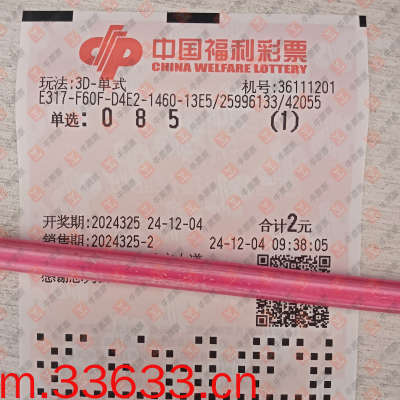 中国福利彩票
CHINA WELFARE LOTTERY
玩法:3D-单式 机号:36111201
E317-F60F-D4E2-1460-13E5/25996133/42055
单选: 0 8 5 (1)
开奖期:2024325 24-12-04 合计2元
销售期:2024325-2 24-12-04 09:38:05
m.33633.cn